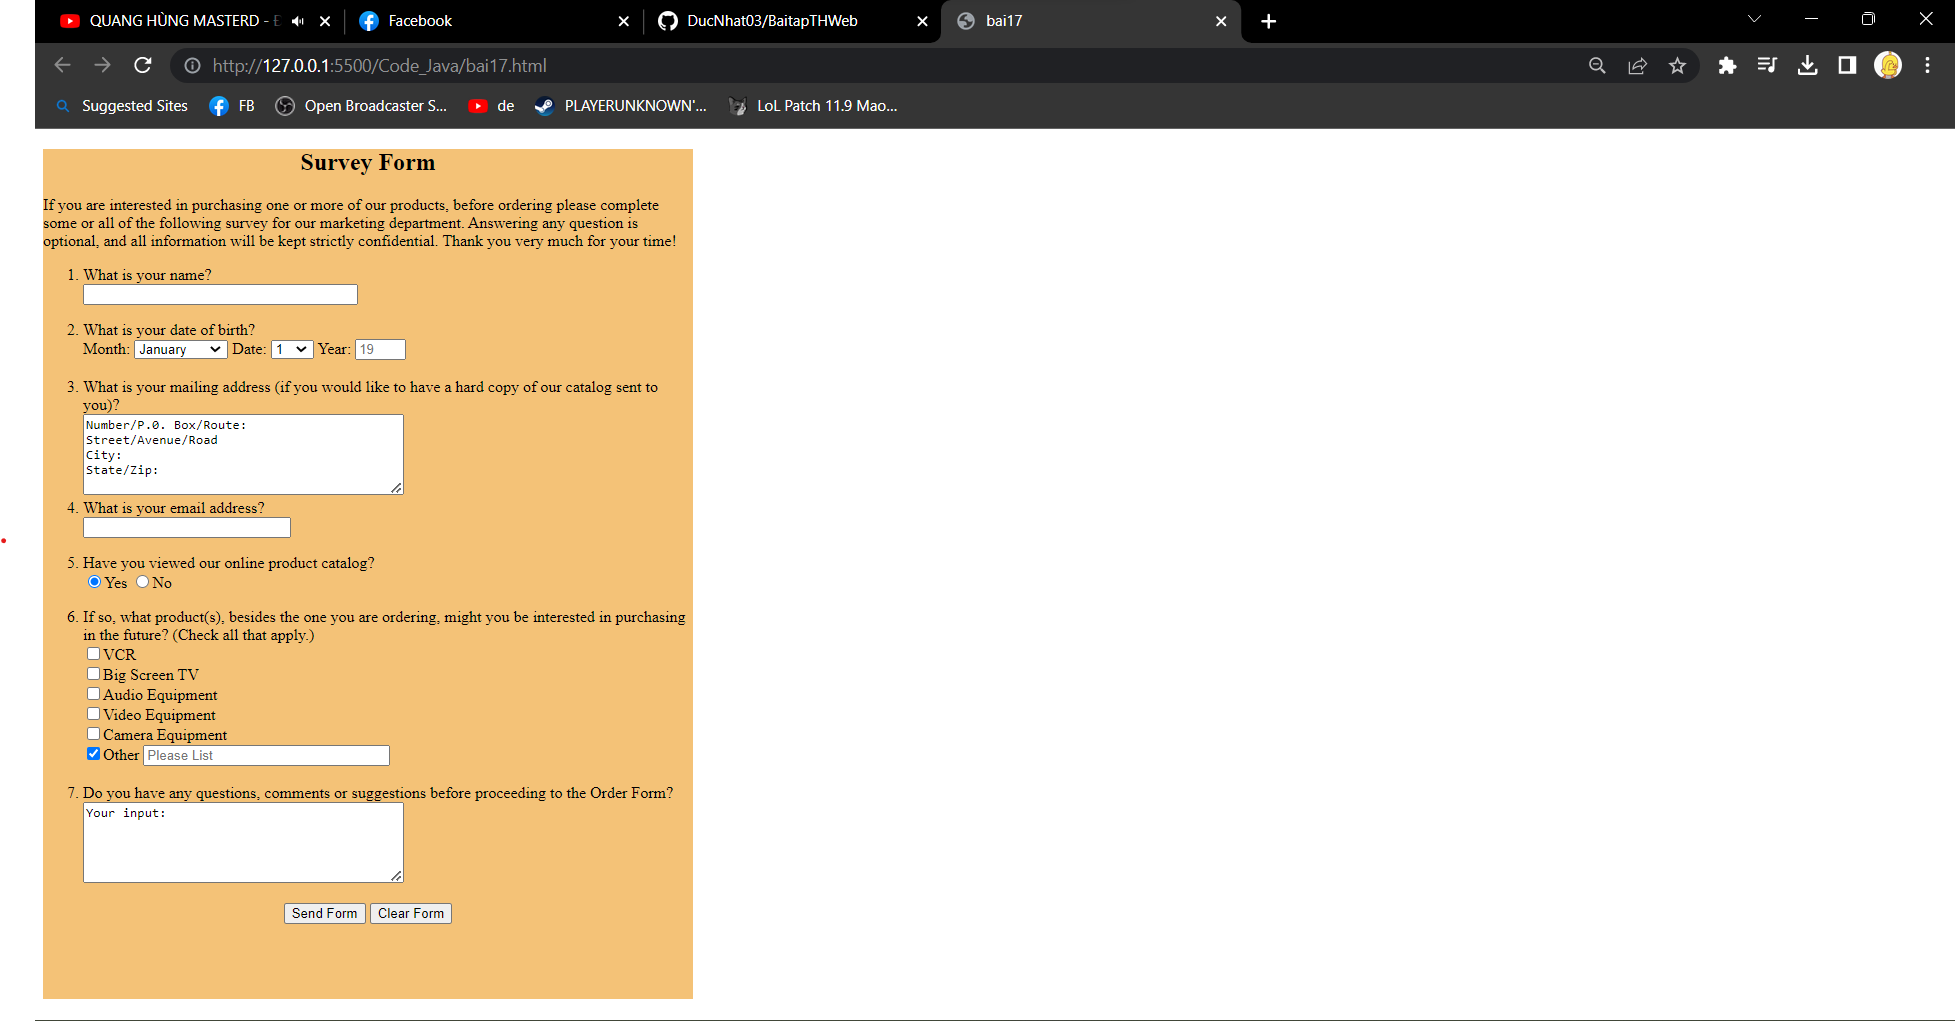 QUANG HÙNG MASTERD -
Facebook
DucNhat03/BaitapTHWeb
bai17
http://127.0.0.1:5500/Code_Java/bai17.html
Suggested Sites
FB
Open Broadcaster S...
de
PLAYERUNKNOWN'...
LoL Patch 11.9 Mao...
Survey Form
If you are interested in purchasing one or more of our products, before ordering please complete
some or all of the following survey for our marketing department. Answering any question is
optional, and all information will be kept strictly confidential. Thank you very much for your time!
1. What is your name?
2. What is your date of birth?
Month: January Date: 1 Year: 19
3. What is your mailing address (if you would like to have a hard copy of our catalog sent to
you)?
Number/P.0. Box/Route:
Street/Avenue/Road
City:
State/Zip:
4. What is your email address?
5. Have you viewed our online product catalog?
Yes No
6. If so, what product(s), besides the one you are ordering, might you be interested in purchasing
in the future? (Check all that apply.)
VCR
Big Screen TV
Audio Equipment
Video Equipment
Camera Equipment
Other Please List
7. Do you have any questions, comments or suggestions before proceeding to the Order Form?
Your input:
Send Form Clear Form